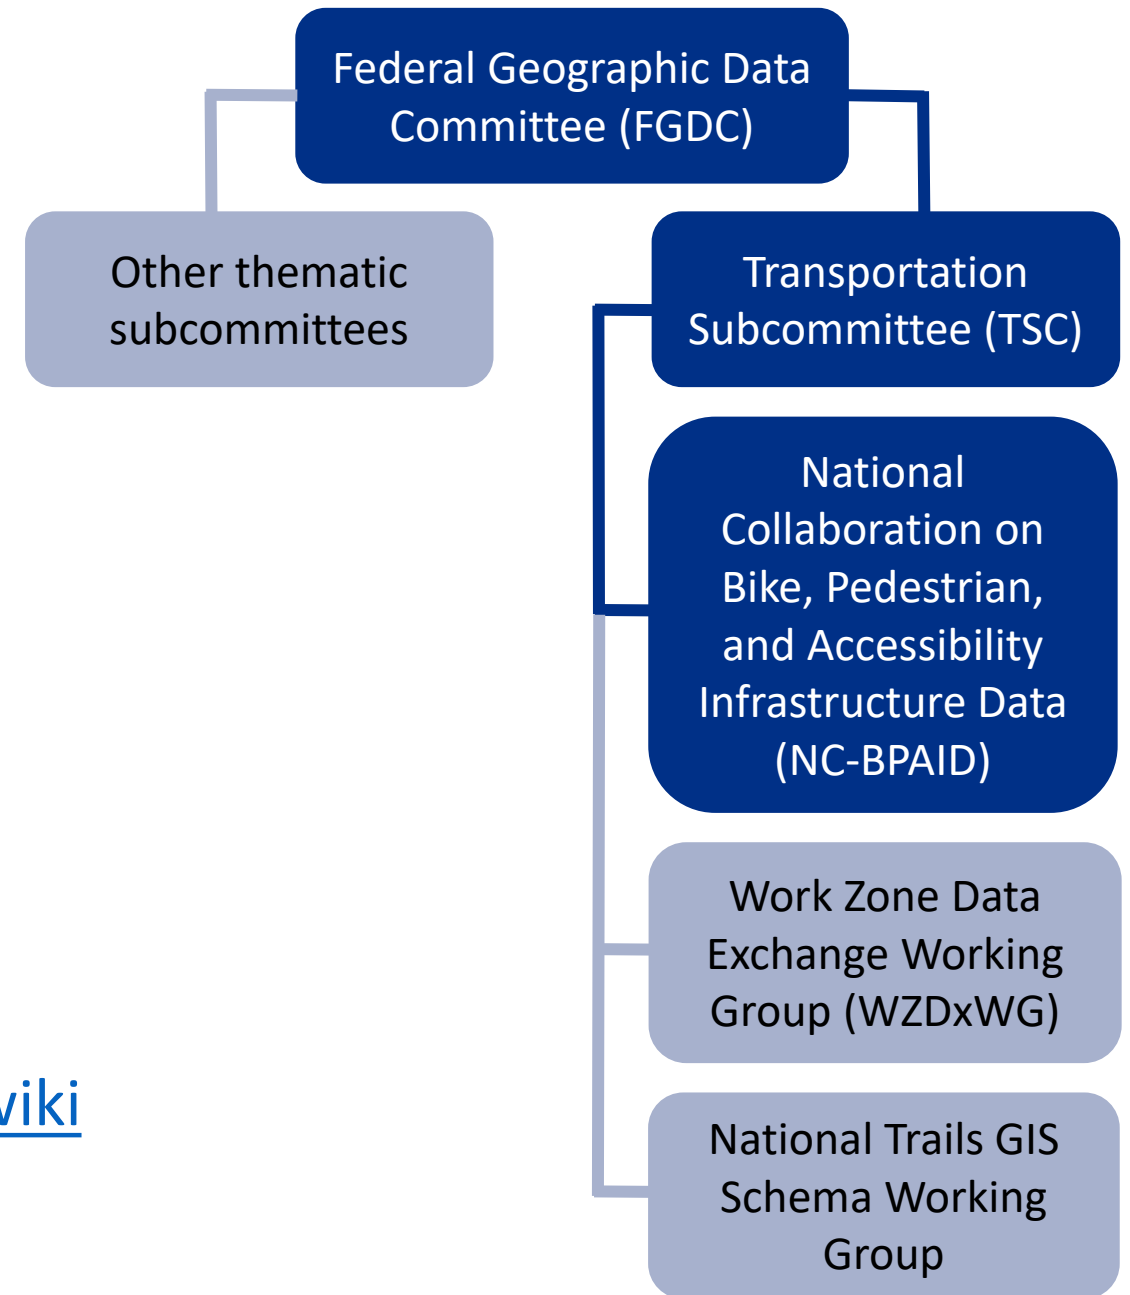 Federal Geographic Data
Committee (FGDC)
Other thematic
subcommittees
Transportation
Subcommittee (TSC)
National
Collaboration on
Bike, Pedestrian,
and Accessibility
Infrastructure Data
(NC-BPAID)
Work Zone Data
Exchange Working
Group (WZDxWG)
wiki
National Trails GIS
Schema Working
Group